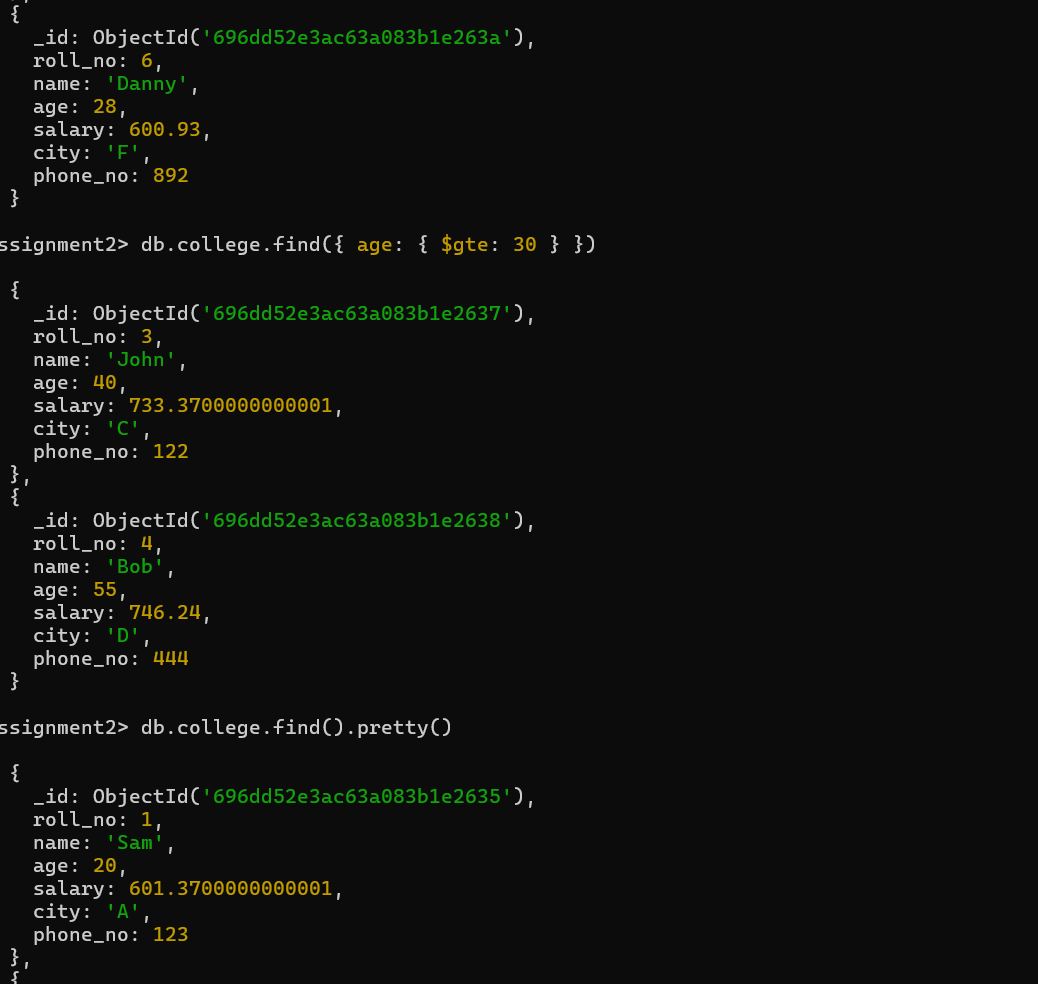 {
_id: ObjectId('696dd52e3ac63a083b1e263a'),
roll_no: 6,
name: 'Danny',
age: 28,
salary: 600.93,
city: 'F',
phone_no: 892
}
ssignment2> db.college.find({ age: { $gte: 30 } })
{
_id: ObjectId('696dd52e3ac63a083b1e2637'),
roll_no: 3,
name: 'John',
age: 40,
salary: 733.3700000000001,
city: 'C',
phone_no: 122
},
{
_id: ObjectId('696dd52e3ac63a083b1e2638'),
roll_no: 4,
name: 'Bob',
age: 55,
salary: 746.24,
city: 'D',
phone_no: 444
}
ssignment2> db.college.find().pretty()
{
_id: ObjectId('696dd52e3ac63a083b1e2635'),
roll_no: 1,
name: 'Sam',
age: 20,
salary: 601.3700000000001,
city: 'A',
phone_no: 123
},
{